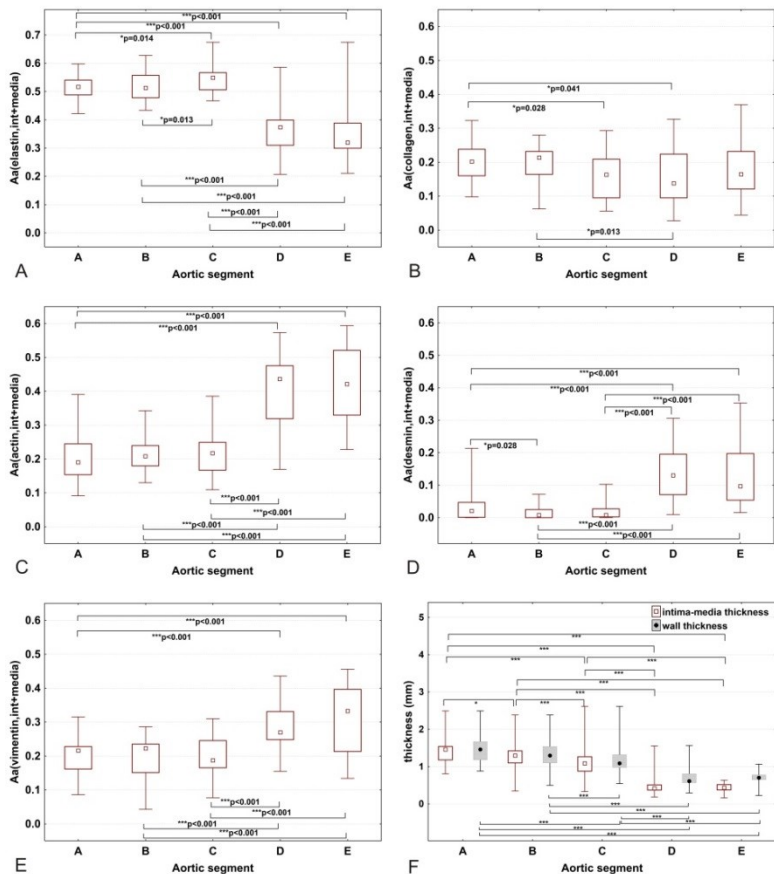 ***p<0.001
***p<0.001
*p=0.014
*p=0.013
***p<0.001
***p<0.001
***p<0.001
***p<0.001
0.7
0.6
0.5
0.4
0.3
0.2
0.1
0.0
Aa(elastin,int+media)
A B C D E
Aortic segment
A
*p=0.041
*p=0.028
*p=0.013
0.6
0.5
0.4
0.3
0.2
0.1
0.0
Aa(collagen,int+media)
A B C D E
Aortic segment
B
***p<0.001
***p<0.001
***p<0.001
***p<0.001
***p<0.001
***p<0.001
0.6
0.5
0.4
0.3
0.2
0.1
0.0
Aa(actin,int+media)
A B C D E
Aortic segment
C
***p<0.001
***p<0.001
***p<0.001
***p<0.001
*p=0.028
***p<0.001
***p<0.001
0.6
0.5
0.4
0.3
0.2
0.1
0.0
Aa(desmin,int+media)
A B C D E
Aortic segment
D
***p<0.001
***p<0.001
***p<0.001
***p<0.001
***p<0.001
***p<0.001
0.6
0.5
0.4
0.3
0.2
0.1
0.0
Aa(vimentin,int+media)
A B C D E
Aortic segment
E
intima-media thickness
wall thickness
***
***
*** ***
***
***
***
* ***
***
***
***
*** ***
***
***
5
4
3
2
1
0
thickness (mm)
A B C D E
Aortic segment
F